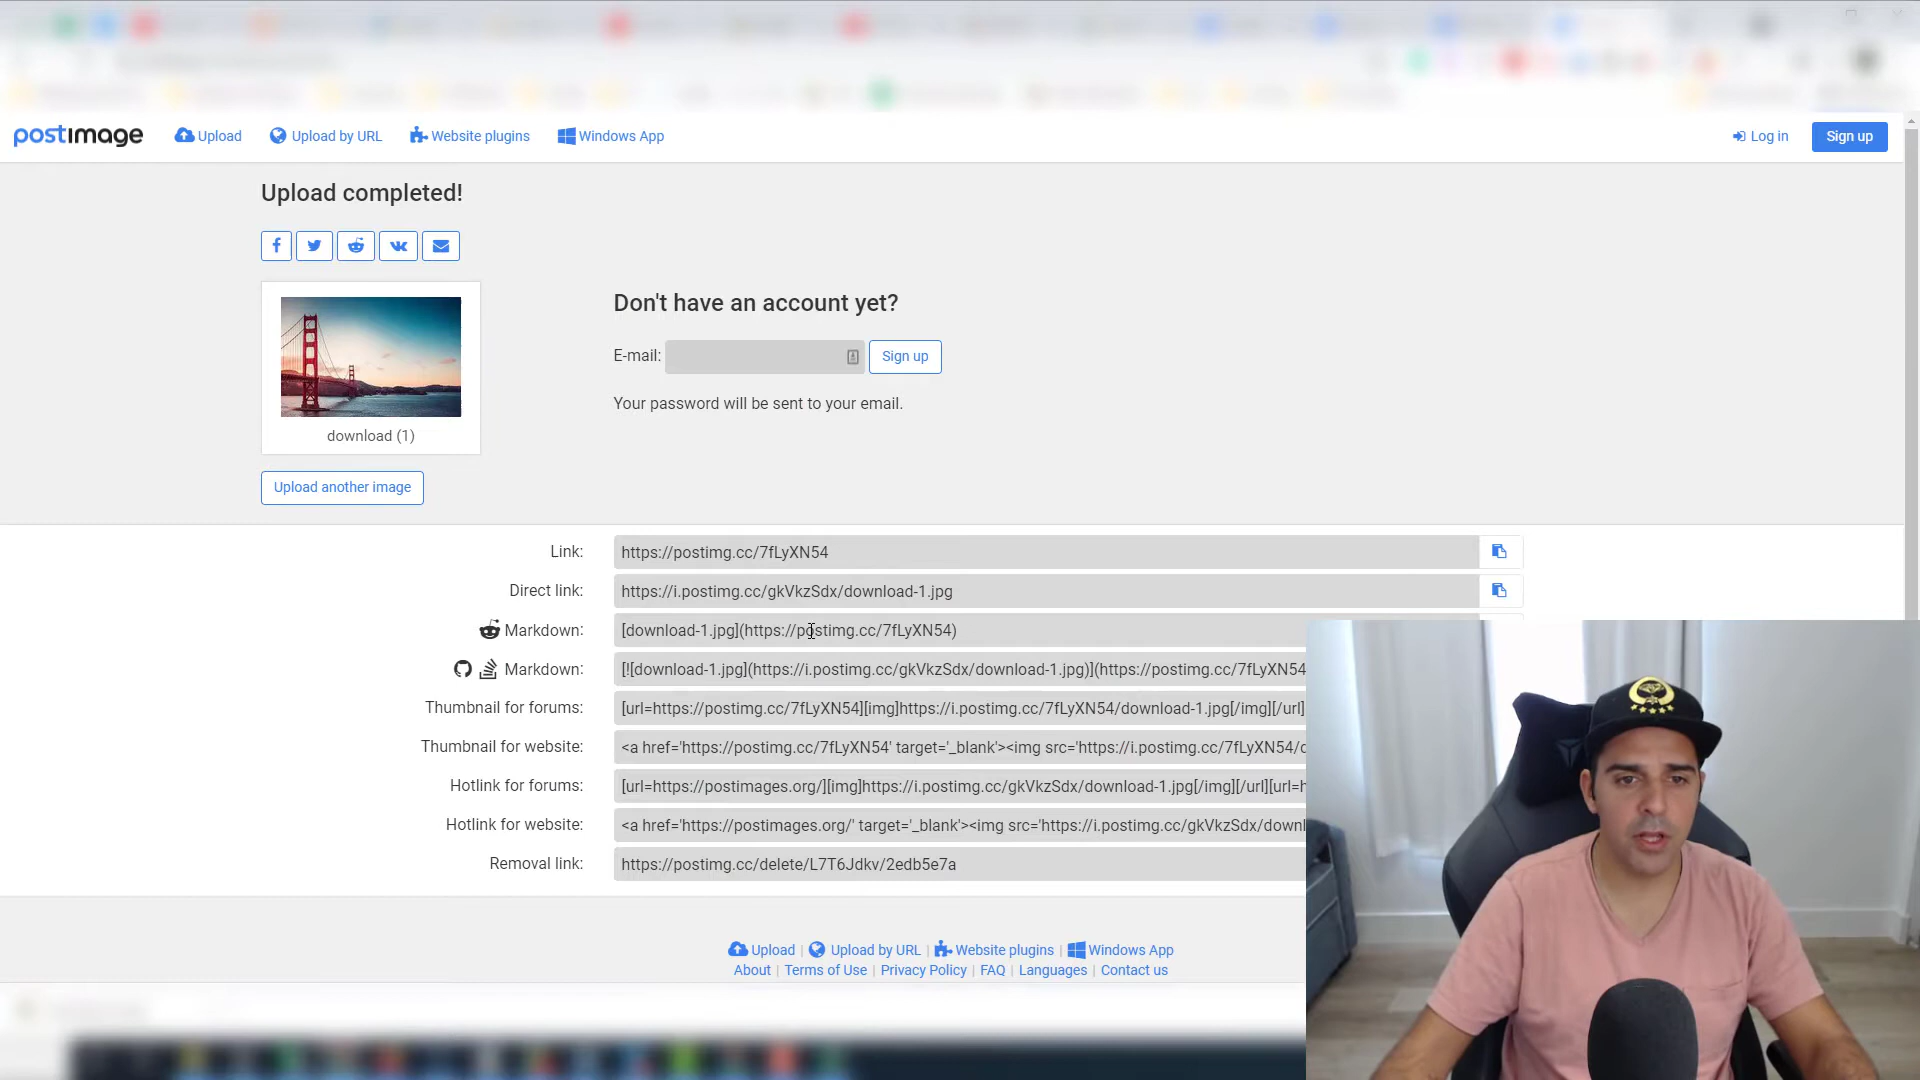 postimage Upload Upload by URL Website plugins Windows App Log in Sign up
Upload completed!
download (1)
Upload another image
Don't have an account yet?
E-mail: Sign up
Your password will be sent to your email.
Link: https://postimg.cc/7fLyXN54
Direct link: https://i.postimg.cc/gkVkzSdx/download-1.jpg
Markdown: [download-1.jpg](https://postimg.cc/7fLyXN54)
Markdown: [![download-1.jpg](https://i.postimg.cc/gkVkzSdx/download-1.jpg)](https://postimg.cc/7fLyXN54
Thumbnail for forums: [url=https://postimg.cc/7fLyXN54][img]https://i.postimg.cc/7fLyXN54/download-1.jpg[/img][/url]
Thumbnail for website: <a href='https://postimg.cc/7fLyXN54' target='_blank'><img src='https://i.postimg.cc/7fLyXN54/d
Hotlink for forums: [url=https://postimages.org/][img]https://i.postimg.cc/gkVkzSdx/download-1.jpg[/img][/url][url=h
Hotlink for website: <a href='https://postimages.org/' target='_blank'><img src='https://i.postimg.cc/gkVkzSdx/downl
Removal link: https://postimg.cc/delete/L7T6Jdkv/2edb5e7a
Upload | Upload by URL | Website plugins | Windows App
About | Terms of Use | Privacy Policy | FAQ | Languages | Contact us